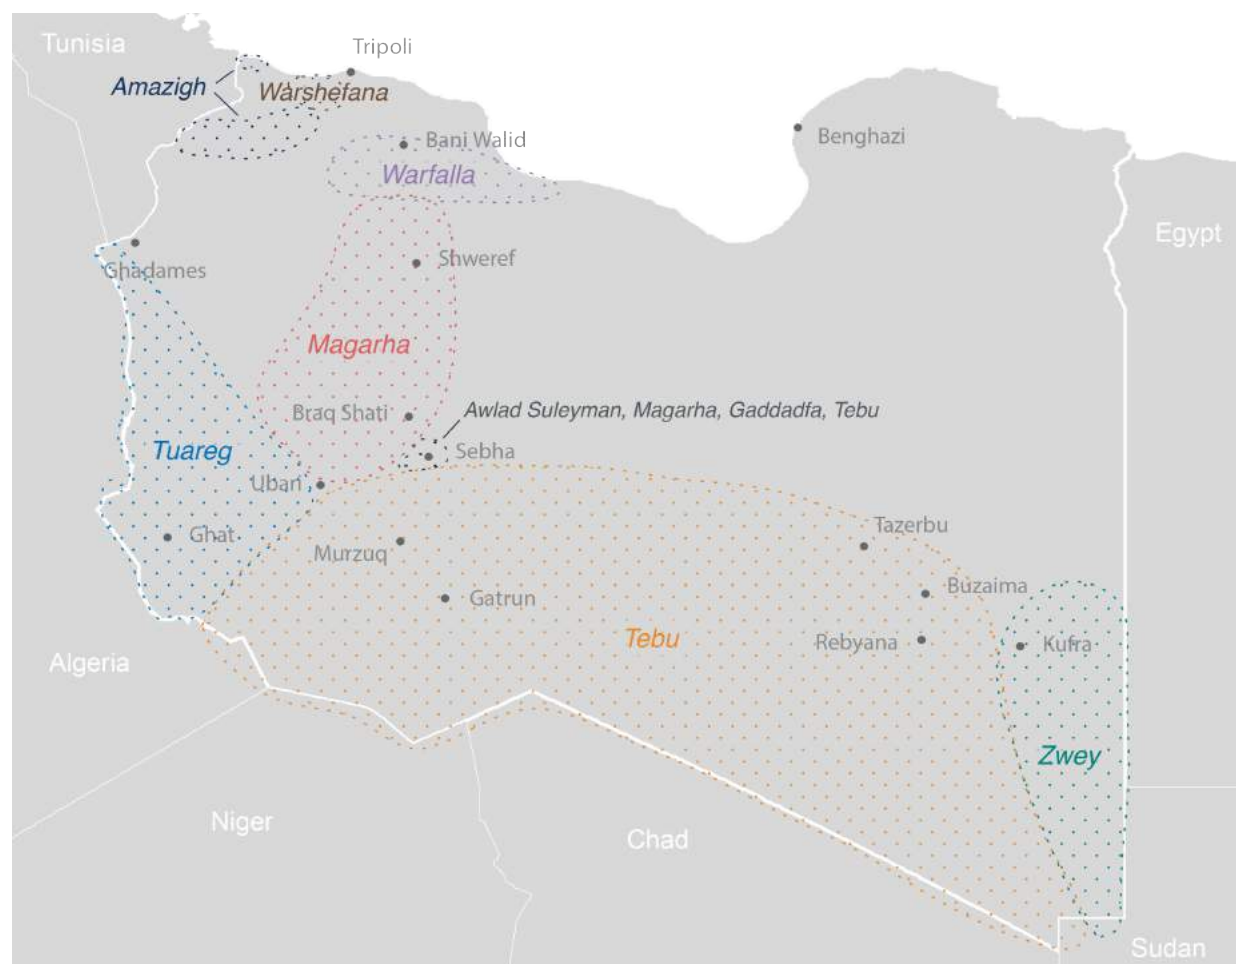 Tunisia
Tripoli
Amazigh
Warshefana
Benghazi
Bani Walid
Warfalla
Egypt
Shweref
Ghadames
Magarha
Braq Shati
Awlad Suleyman, Magarha, Gaddadfa, Tebu
Tuareg
Sebha
Uban
Tazerbu
Ghat
Murzuq
Buzaima
Gatrun
Tebu
Rebyana
Kufra
Algeria
Zwey
Niger
Chad
Sudan